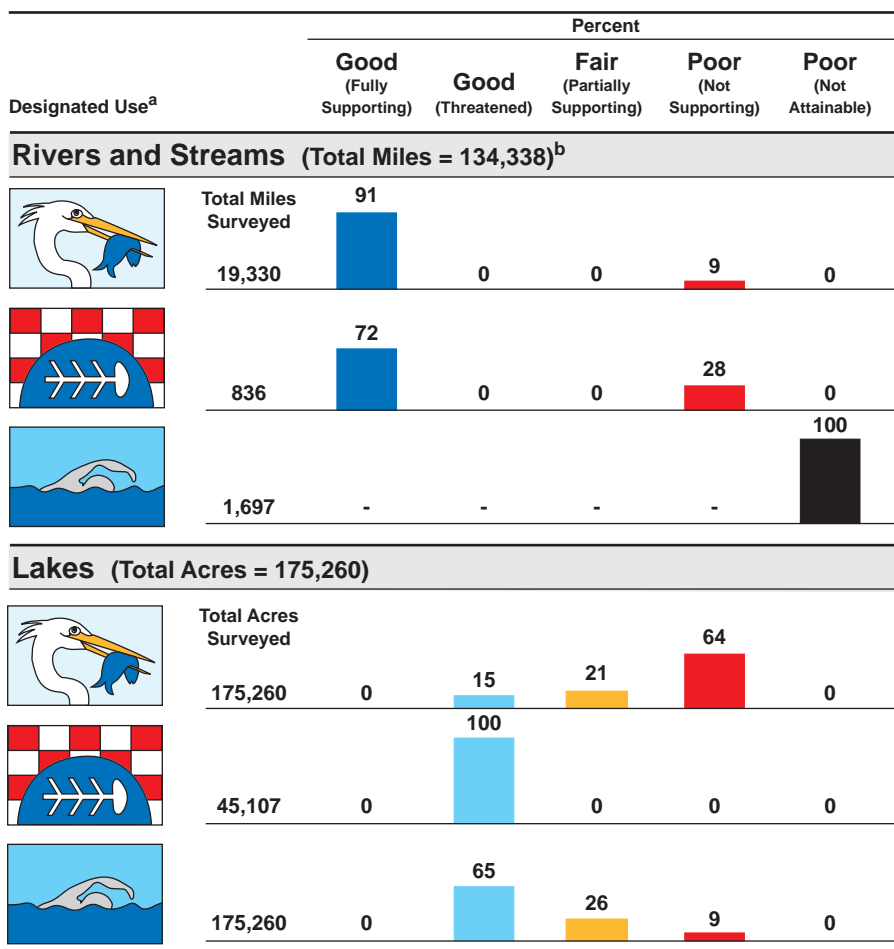 Percent
Designated Use^a
Good (Fully Supporting)
Good (Threatened)
Fair (Partially Supporting)
Poor (Not Supporting)
Poor (Not Attainable)
Rivers and Streams (Total Miles = 134,338)^b
Total Miles Surveyed
91
9
19,330 0 0 0
72
28
836 0 0 0
100
1,697 - - - -
Lakes (Total Acres = 175,260)
Total Acres Surveyed
64
15 21
175,260 0 0
100
45,107 0 0 0 0
65
26
9
175,260 0 0